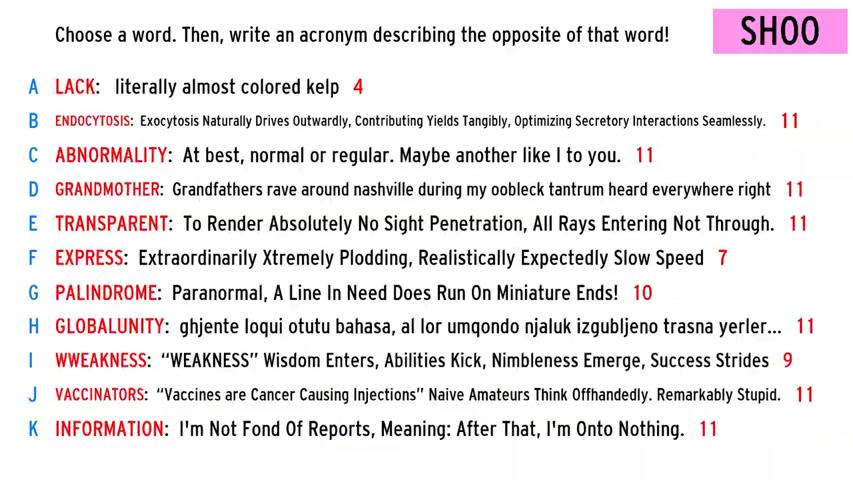 Choose a word. Then, write an acronym describing the opposite of that word!
SHOO
A LACK: literally almost colored kelp 4
B ENDOCYTOSIS: Exocytosis Naturally Drives Outwardly, Contributing Yields Tangibly, Optimizing Secretory Interactions Seamlessly. 11
C ABNORMALITY: At best, normal or regular. Maybe another like I to you. 11
D GRANDMOTHER: Grandfathers rave around nashville during my oobleck tantrum heard everywhere right 11
E TRANSPARENT: To Render Absolutely No Sight Penetration, All Rays Entering Not Through. 11
F EXPRESS: Extraordinarily Xtremely Plodding, Realistically Expectedly Slow Speed 7
G PALINDROME: Paranormal, A Line In Need Does Run On Miniature Ends! 10
H GLOBALUNITY: ghjente loqui otutu bahasa, al lor umqondo njaluk izgubljeno trasna yerler... 11
I WWEAKNESS: “WEAKNESS” Wisdom Enters, Abilities Kick, Nimbleness Emerge, Success Strides 9
J VACCINATORS: “Vaccines are Cancer Causing Injections” Naive Amateurs Think Offhandedly. Remarkably Stupid. 11
K INFORMATION: I'm Not Fond Of Reports, Meaning: After That, I'm Onto Nothing. 11